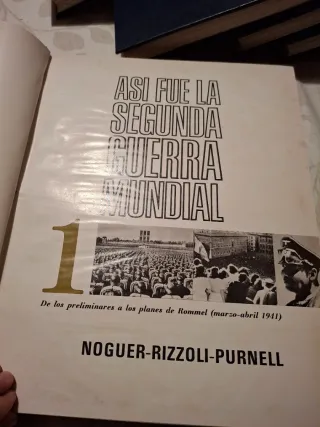 ASI FUE LA
SEGUNDA
GUERRA
MUNDIAL
1
De los preliminares a los planes de Rommel (marzo-abril 1941)
NOGUER-RIZZOLI-PURNELL